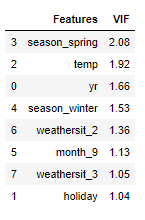 Features VIF
3 season_spring 2.08
2 temp 1.92
0 yr 1.66
4 season_winter 1.53
6 weathersit_2 1.36
5 month_9 1.13
7 weathersit_3 1.05
1 holiday 1.04